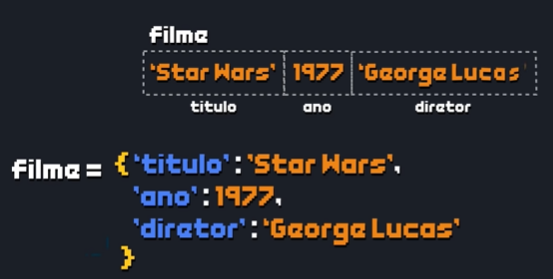 filme
'Star Wars' 1977 'George Lucas'
titulo ano diretor
filme = {'titulo':'Star Wars',
'ano':1977,
'diretor':'George Lucas'
}